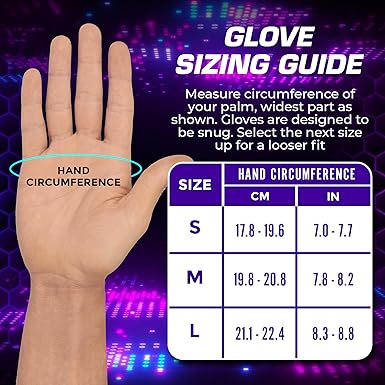 GLOVE
SIZING GUIDE
Measure circumference
of your palm, widest part as
shown. Gloves are designed to
be snug. Select the next size
up for a looser fit
HAND
CIRCUMFERENCE
SIZE HAND CIRCUMFERENCE
CM IN
S 17.8 - 19.6 7.0 - 7.7
M 19.8 - 20.8 7.8 - 8.2
L 21.1 - 22.4 8.3 - 8.8